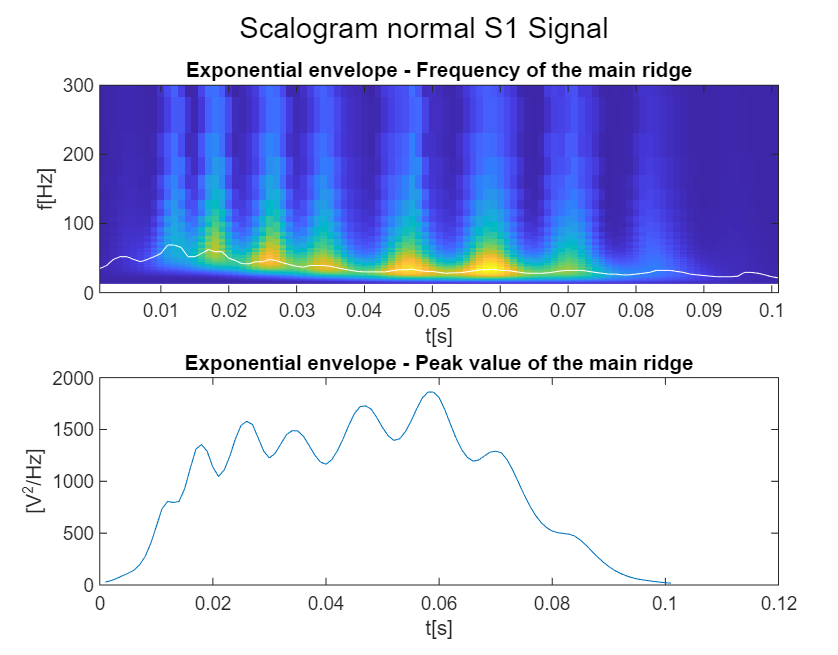 Scalogram normal S1 Signal
Exponential envelope - Frequency of the main ridge
300
200
100
0
f[Hz]
0.01 0.02 0.03 0.04 0.05 0.06 0.07 0.08 0.09 0.1
t[s]
Exponential envelope - Peak value of the main ridge
2000
1500
1000
500
0
[V²/Hz]
0 0.02 0.04 0.06 0.08 0.1 0.12
t[s]